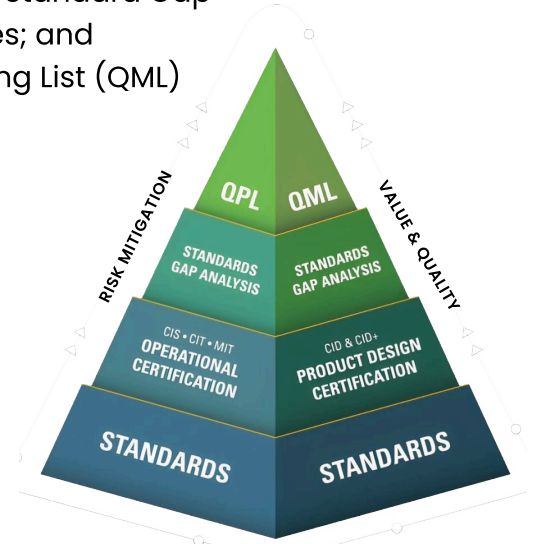 es; and
ng List (QML)
QPL
QML
RISK MITIGATION
VALUE & QUALITY
STANDARDS
GAP ANALYSIS
STANDARDS
GAP ANALYSIS
CIS • CIT • MIT
OPERATIONAL
CERTIFICATION
CID & CID+
PRODUCT DESIGN
CERTIFICATION
STANDARDS
STANDARDS